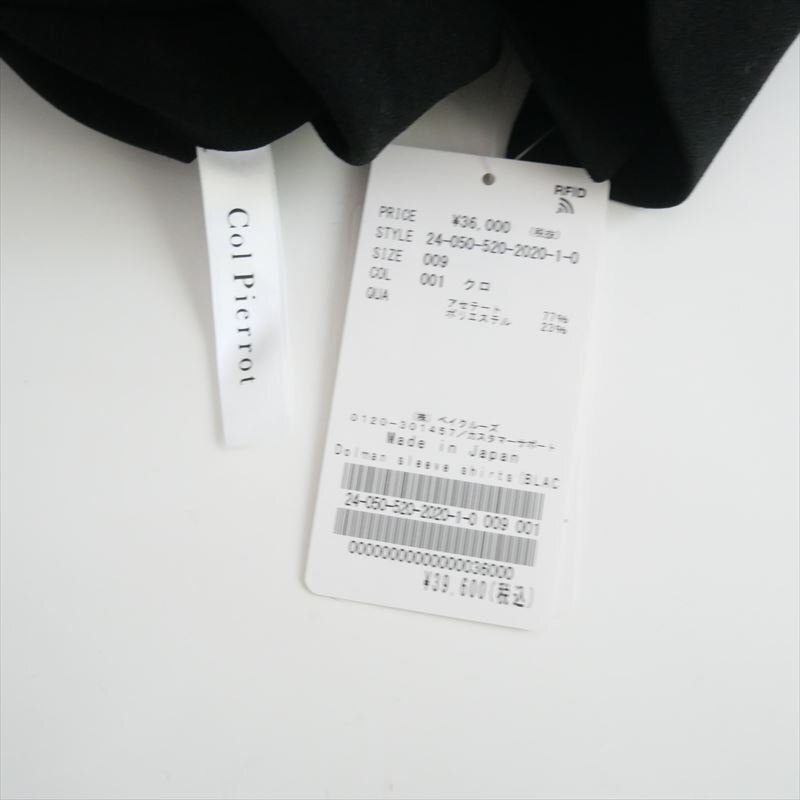 Col Pierrot
RFID
PRICE ¥36,000 (税抜)
STYLE 24-050-520-2020-1-0
SIZE 009
COL 001 クロ
QUA アセテート 77%
ポリエステル 23%
(株)ベイクルーズ
0120-301457/カスタマーサポート
Made in Japan
Dolman sleeve shirts(BLAC
24-050-520-2020-1-0 009 001
0000000000000000036000
¥39,600(税込)